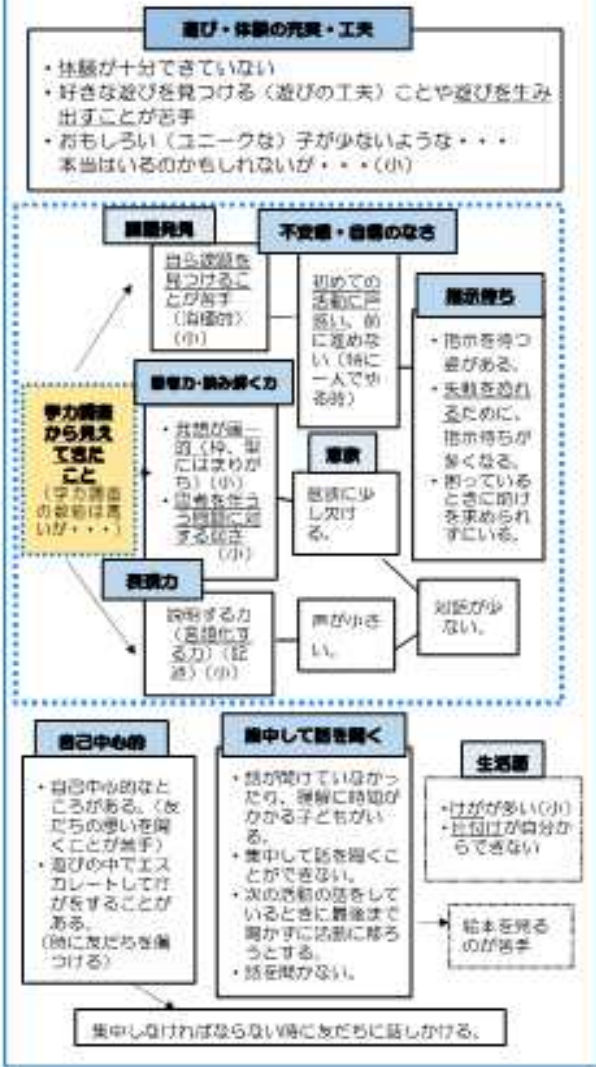 遊び・体験の充実・工夫
・体験が十分できていない
・好きな遊びを見つける（遊びの工夫）ことや遊びを生み
出すことが苦手
・おもしろい（ユニークな）子が少ないような・・・
本当はいるのかもしれないが・・・（小）
課題発見
自ら課題を
見つけるこ
とが苦手
（消極的）
（小）
不安感・自信のなさ
初めての
活動に戸
惑い、前
に進めな
い（特に
一人でや
る時）
指示待ち
・指示を待つ
姿がある。
・失敗を恐れ
るために、
指示待ちが
多くなる。
・困っている
ときに助け
を求められ
ずにいる。
学力調査
から見え
てきた
こと
（学力調査
の数値は高
いが・・・）
思考力・読み解く力
・発想が画一
的（枠、型
にはまりが
ち）（小）
・思考を伴う
問題に対
する弱さ
（小）
意欲
意欲に少
し欠け
る。
表現力
説明する力
（言語化す
る力）（記
述）（小）
声が小さ
い。
対話が少
ない。
自己中心的
・自己中心的なと
ころがある。（友
だちの思いを聞
くことが苦手）
・遊びの中でエス
カレートしてけ
がをすることが
ある。
（時に友だちを傷
つける）
集中して話を聞く
・話が聞けていなかっ
たり、理解に時間が
かかる子どもがい
る。
・集中して話を聞くこ
とができない。
・次の活動の話をして
いるときに最後まで
聞かずに活動に移ろ
うとする。
・話を聞かない。
生活面
・けがが多い（小）
・片付けが自分か
らできない
絵本を見る
のが苦手
集中しなければならない時に友だちに話しかける。